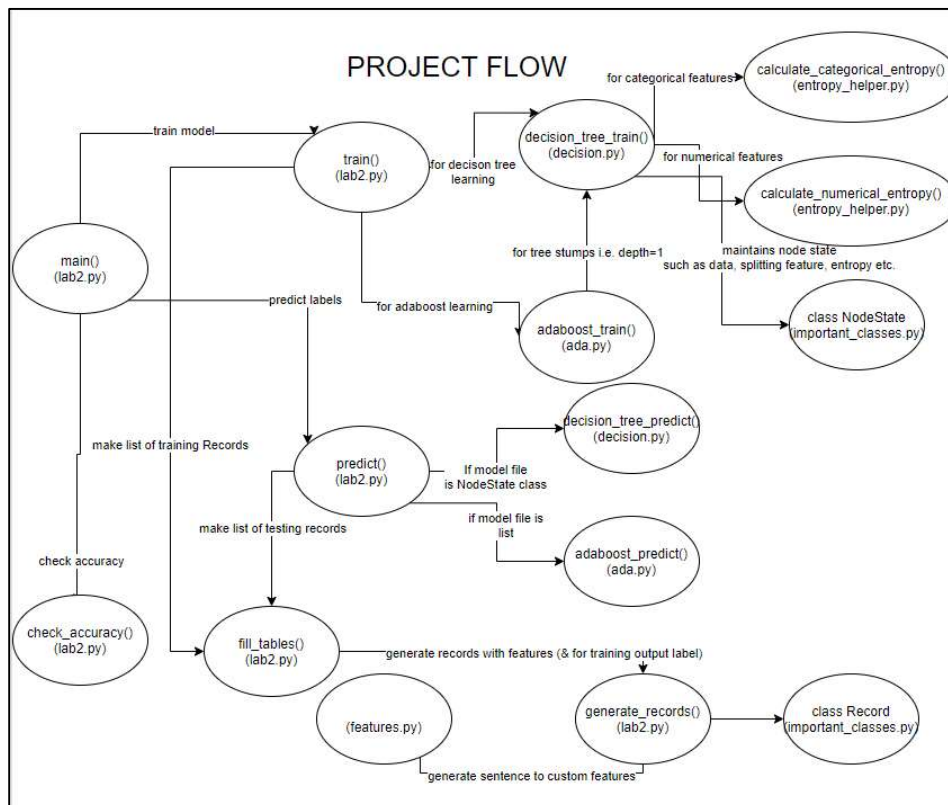 PROJECT FLOW
calculate_categorical_entropy()
(entropy_helper.py)
for categorical features
train model
decision_tree_train()
(decision.py)
train()
(lab2.py)
for decison tree
learning
for numerical features
calculate_numerical_entropy()
(entropy_helper.py)
main()
(lab2.py)
for tree stumps i.e. depth=1
maintains node state
such as data, splitting feature, entropy etc.
predict labels
for adaboost learning
adaboost_train()
(ada.py)
class NodeState
(important_classes.py)
decision_tree_predict()
(decision.py)
make list of training Records
predict()
(lab2.py)
If model file
is NodeState class
make list of testing records
if model file is
list
adaboost_predict()
(ada.py)
check accuracy
check_accuracy()
(lab2.py)
fill_tables()
(lab2.py)
generate records with features (& for training output label)
(features.py)
generate_records()
(lab2.py)
class Record
(important_classes.py)
generate sentence to custom features